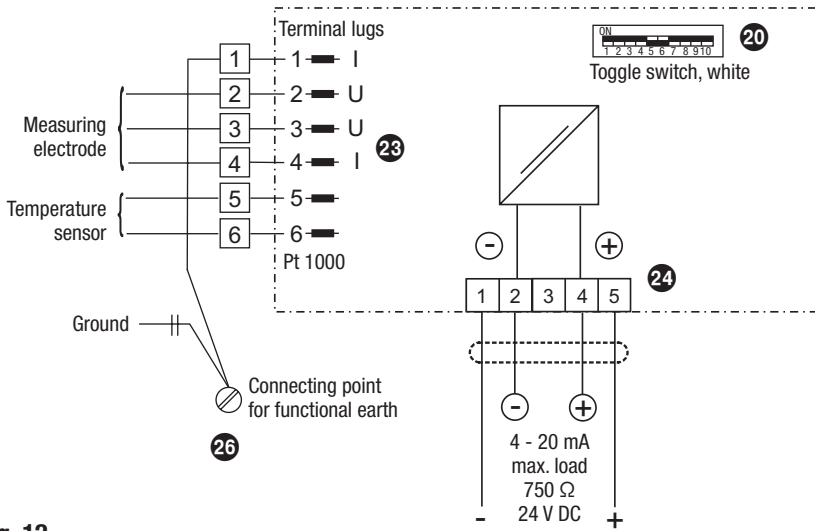 Terminal lugs
1 1 I
2 2 U
3 3 U
4 4 I
5 5
6 6
Pt 1000
Measuring
electrode
Temperature
sensor
23
ON
1 2 3 4 5 6 7 8 9 10
20
Toggle switch, white
- +
1 2 3 4 5
24
Ground
Connecting point
for functional earth
26
- +
4 - 20 mA
max. load
750 Ω
24 V DC
- +
12